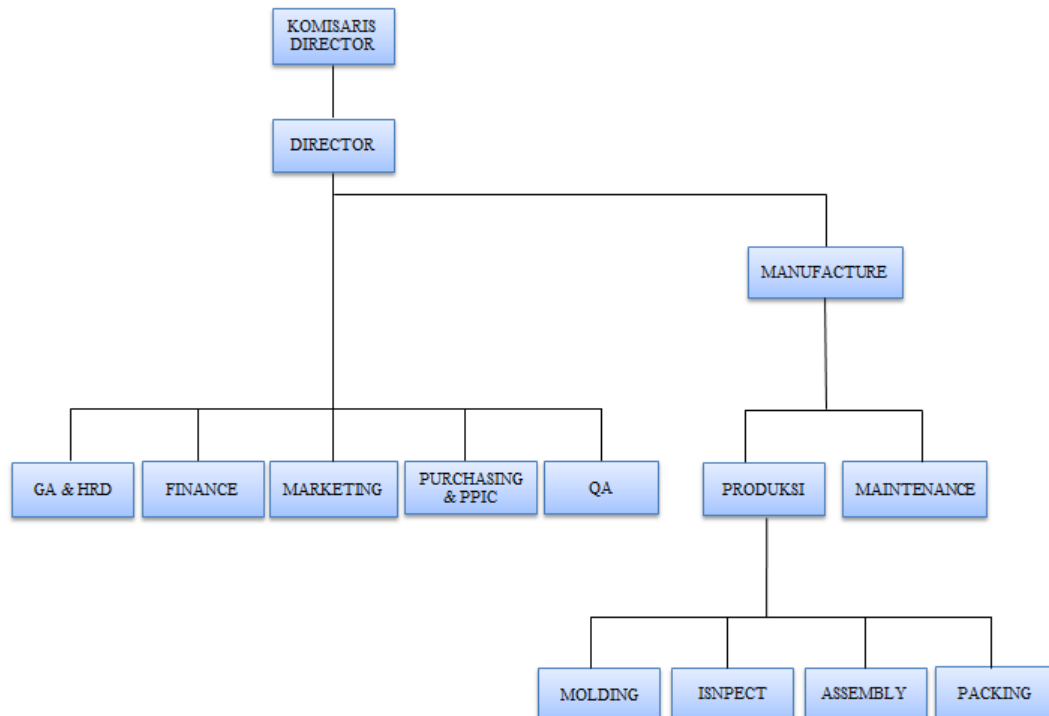 KOMISARIS
DIRECTOR
DIRECTOR
MANUFACTURE
GA & HRD
FINANCE
MARKETING
PURCHASING
& PPIC
QA
PRODUKSI
MAINTENANCE
MOLDING
ISNPECT
ASSEMBLY
PACKING